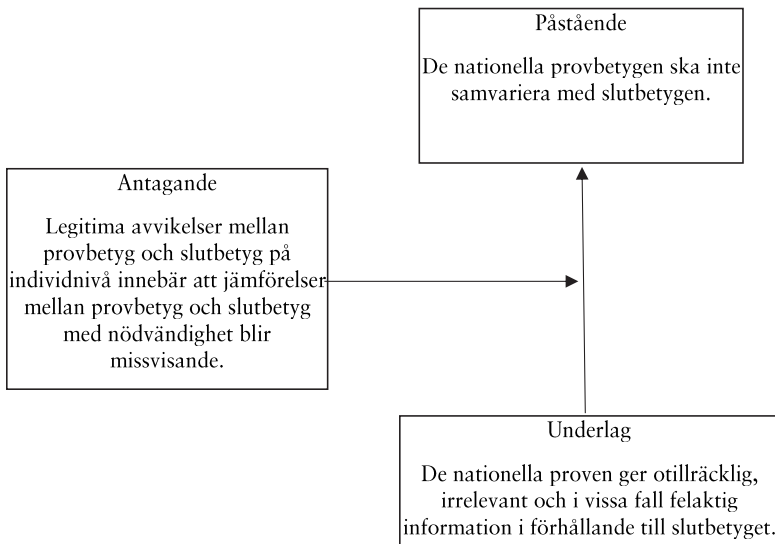 Påstående
De nationella provbetygen ska inte
samvariera med slutbetygen.
Antagande
Legitima avvikelser mellan
provbetyg och slutbetyg på
individnivå innebär att jämförelser
mellan provbetyg och slutbetyg
med nödvändighet blir
missvisande.
Underlag
De nationella proven ger otillräcklig,
irrelevant och i vissa fall felaktig
information i förhållande till slutbetyget.